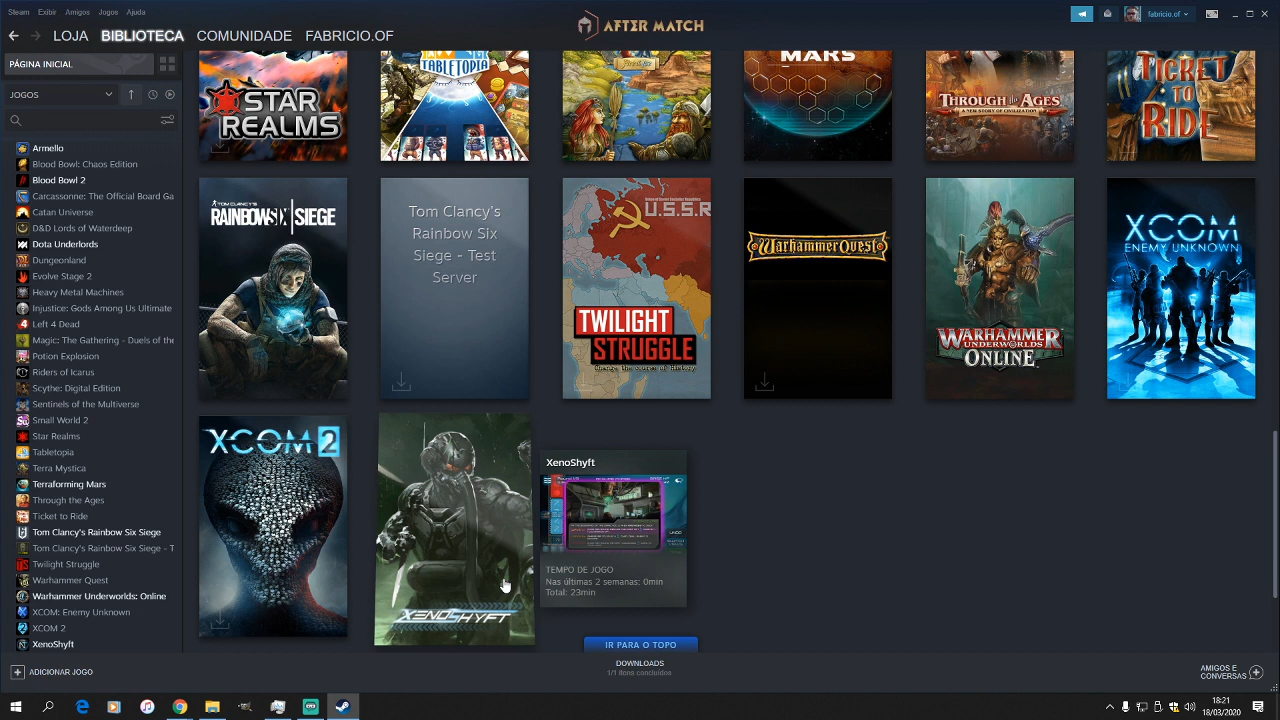 Steam Exibir Amigos Jogos Ajuda
AFTER MATCH
fabricio.of
LOJA BIBLIOTECA COMUNIDADE FABRICIO.OF
PÁGINA INICIAL
JOGOS
Armello
Blood Bowl: Chaos Edition
Blood Bowl 2
Carcassonne: The Official Board Ga
Catan Universe
D&D Lords of Waterdeep
Dota Underlords
Dungeonland
Evolve Stage 2
Heavy Metal Machines
Injustice: Gods Among Us Ultimate
Left 4 Dead
Magic: The Gathering - Duels of the
Potion Explosion
Riders of Icarus
Scythe: Digital Edition
Sentinels of the Multiverse
Small World 2
Star Realms
Tabletopia
Terra Mystica
Terraforming Mars
Through the Ages
Ticket to Ride
Tom Clancy's Rainbow Six Siege
Tom Clancy's Rainbow Six Siege - T
Twilight Struggle
Warhammer Quest
Warhammer Underworlds: Online
XCOM: Enemy Unknown
XCOM 2
XenoShyft
STAR
REALMS
TABLETOPIA
MARS
THROUGH the AGES
A NEW STORY OF CIVILIZATION
TICKET
TO
RIDE
TOM CLANCY'S
RAINBOWSIX|SIEGE
Tom Clancy's
Rainbow Six
Siege - Test
Server
U.S.S.R
TWILIGHT
STRUGGLE
WARHAMMER QUEST
WARHAMMER
UNDERWORLDS
ONLINE
XCOM
ENEMY UNKNOWN
XCOM 2
XENOSHYFT
XenoShyft
TEMPO DE JOGO
Nas últimas 2 semanas: 0min
Total: 23min
IR PARA O TOPO
ADICIONAR JOGO
DOWNLOADS
1/1 itens concluídos
AMIGOS E
CONVERSAS
18:21
18/03/2020